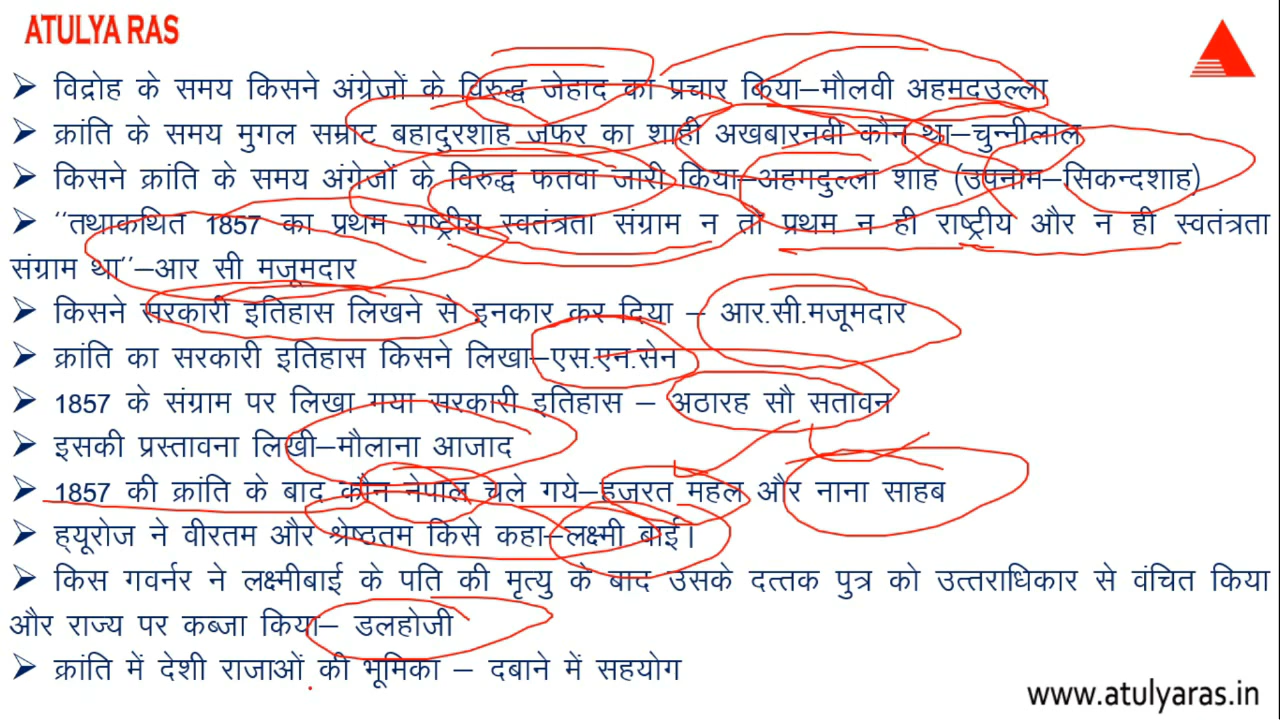 ATULYA RAS
➢ विद्रोह के समय किसने अंग्रेजों के विरुद्ध जेहाद का प्रचार किया–मौलवी अहमदउल्ला
➢ क्रांति के समय मुगल सम्राट बहादुरशाह जफर का शाही अखबारनवी कौन था–चुन्नीलाल
➢ किसने क्रांति के समय अंगेजों के विरुद्ध फतवा जारी किया–अहमदुल्ला शाह (उपनाम–सिकन्दशाह)
➢ ‘‘तथाकथित 1857 का प्रथम राष्ट्रीय स्वतंत्रता संग्राम न तो प्रथम न ही राष्ट्रीय और न ही स्वतंत्रता
संग्राम था’’–आर सी मजूमदार
➢ किसने सरकारी इतिहास लिखने से इनकार कर दिया – आर.सी.मजूमदार
➢ क्रांति का सरकारी इतिहास किसने लिखा–एस.एन.सेन
➢ 1857 के संग्राम पर लिखा गया सरकारी इतिहास – अठारह सौ सतावन
➢ इसकी प्रस्तावना लिखी–मौलाना आजाद
➢ 1857 की क्रांति के बाद कौन नेपाल चले गये–हजरत महल और नाना साहब
➢ ह्यूरोज ने वीरतम और श्रेष्ठतम किसे कहा–लक्ष्मी बाई।
➢ किस गवर्नर ने लक्ष्मीबाई के पति की मृत्यु के बाद उसके दत्तक पुत्र को उत्तराधिकार से वंचित किया
और राज्य पर कब्जा किया– डलहोजी
➢ क्रांति में देशी राजाओं की भूमिका – दबाने में सहयोग
www.atulyaras.in